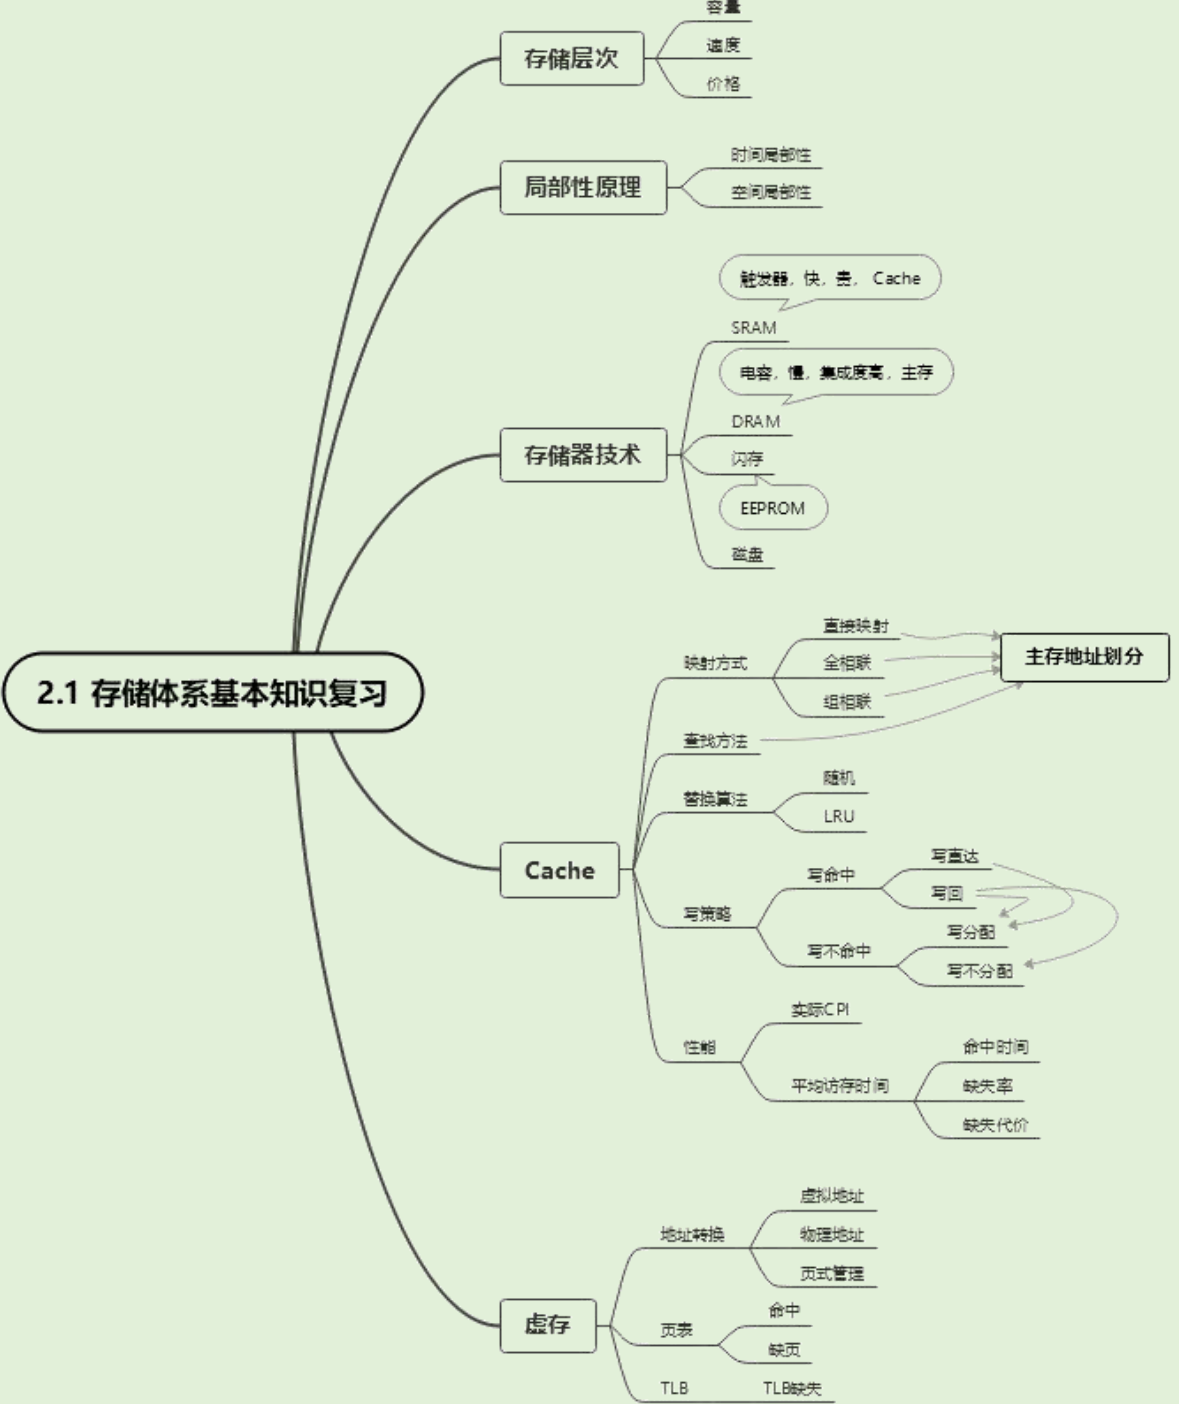 容量
存储层次
速度
价格
时间局部性
局部性原理
空间局部性
触发器，快，贵， Cache
SRAM
电容，慢，集成度高，主存
DRAM
存储器技术
闪存
EEPROM
磁盘
直接映射
映射方式
全相联
主存地址划分
组相联
2.1 存储体系基本知识复习
查找方法
随机
替换算法
LRU
写直达
Cache
写命中
写回
写策略
写分配
写不命中
写不分配
实际CPI
性能
命中时间
平均访存时间
缺失率
缺失代价
虚拟地址
地址转换
物理地址
页式管理
虚存
命中
页表
缺页
TLB
TLB缺失